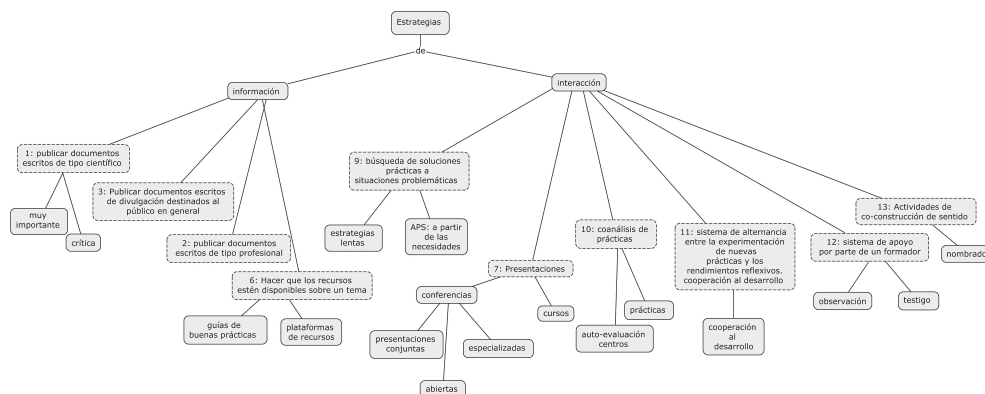 Estrategias
de
información
interacción
1: publicar documentos
escritos de tipo científico
muy
importante
crítica
3: Publicar documentos escritos
de divulgación destinados al
público en general
2: publicar documentos
escritos de tipo profesional
6: Hacer que los recursos
estén disponibles sobre un tema
guías de
buenas prácticas
plataformas
de recursos
9: búsqueda de soluciones
prácticas a
situaciones problemáticas
estrategias
lentas
APS: a partir
de las
necesidades
7: Presentaciones
conferencias
cursos
presentaciones
conjuntas
especializadas
abiertas
10: coanálisis de
prácticas
prácticas
auto-evaluación
centros
11: sistema de alternancia
entre la experimentación
de nuevas
prácticas y los
rendimientos reflexivos.
cooperación al desarrollo
cooperación
al
desarrollo
12: sistema de apoyo
por parte de un formador
observación
testigo
13: Actividades de
co-construcción de sentido
nombrado